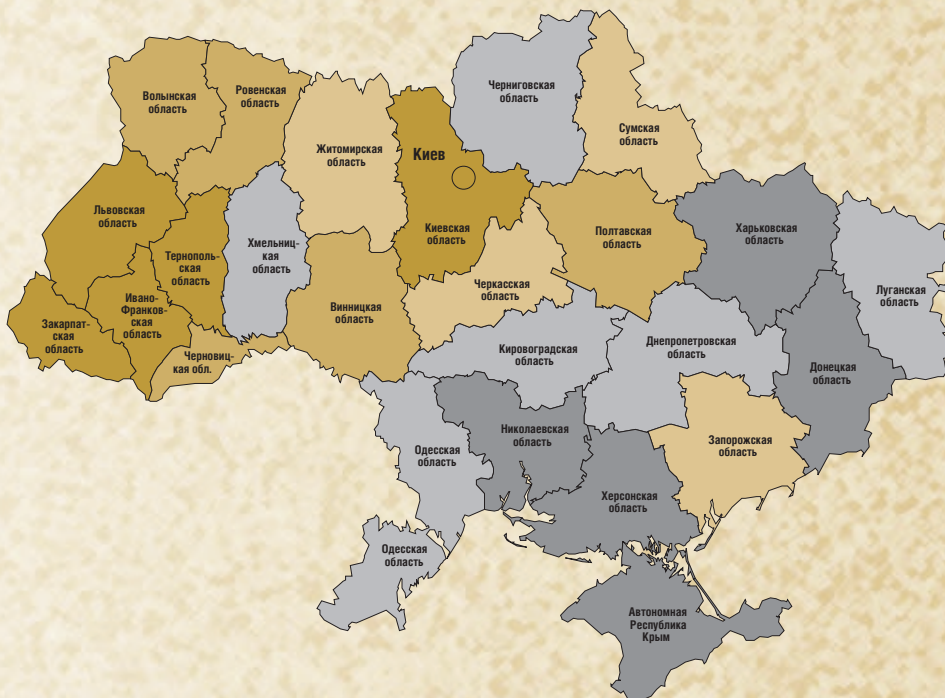 Волынская
область
Ровенская
область
Житомирская
область
Киев
Черниговская
область
Сумская
область
Львовская
область
Тернополь-
ская
область
Хмельниц-
кая
область
Киевская
область
Полтавская
область
Харьковская
область
Луганская
область
Закарпат-
ская
область
Ивано-
Франков-
ская
область
Черновиц-
кая обл.
Винницкая
область
Черкасская
область
Кировоградская
область
Днепропетровская
область
Донецкая
область
Одесская
область
Николаевская
область
Запорожская
область
Херсонская
область
Одесская
область
Автономная
Республика
Крым